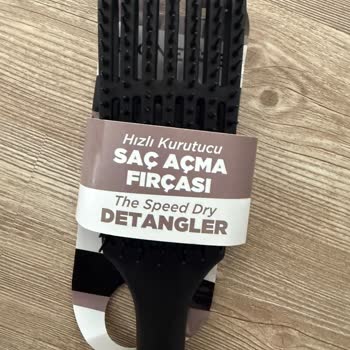 Hızlı Kurutucu
SAÇ AÇMA
FIRÇASI
The Speed Dry
DETANGLER